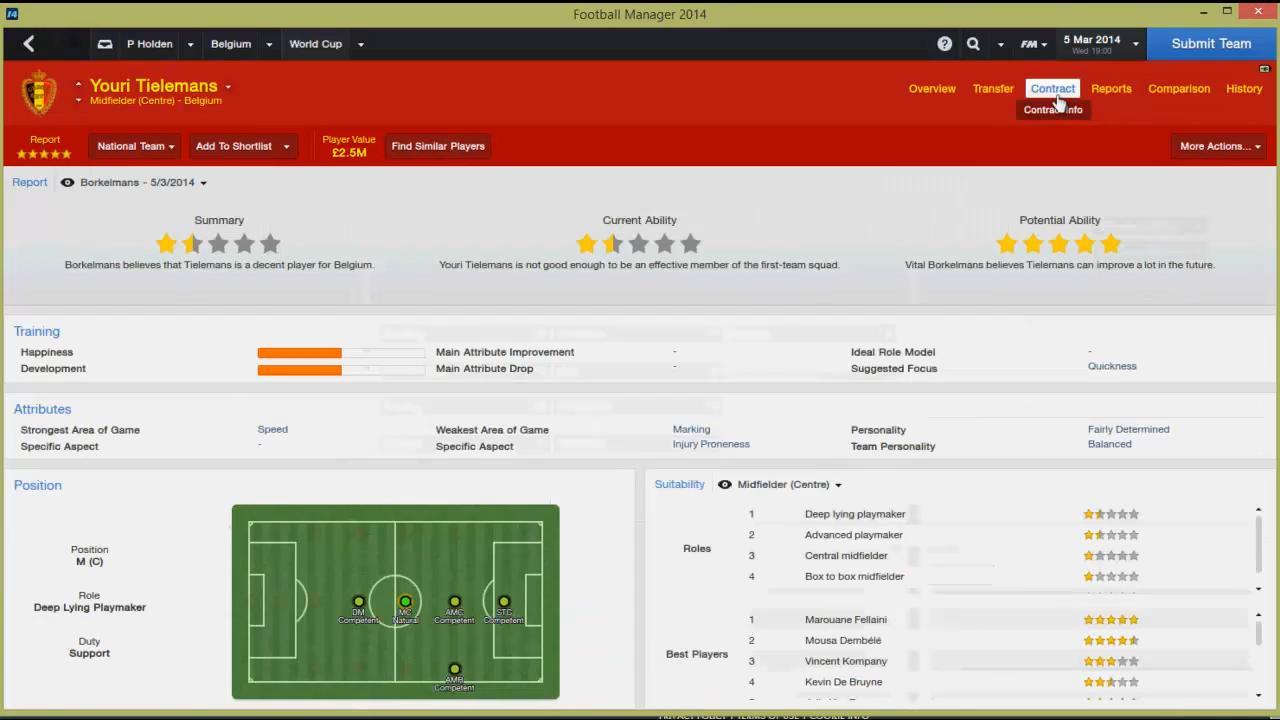 Football Manager 2014
P Holden
Belgium
World Cup
FM
5 Mar 2014
Wed 19:00
Submit Team
Youri Tielemans
Midfielder (Centre) - Belgium
Overview
Transfer
Contract
Reports
Comparison
History
Contract Info
Report
National Team
Add To Shortlist
Player Value
£2.5M
Find Similar Players
More Actions...
Report
Borkelmans - 5/3/2014
Summary
Current Ability
Potential Ability
Borkelmans believes that Tielemans is a decent player for Belgium.
Youri Tielemans is not good enough to be an effective member of the first-team squad.
Vital Borkelmans believes Tielemans can improve a lot in the future.
Training
Happiness
Main Attribute Improvement -
Ideal Role Model -
Development
Main Attribute Drop -
Suggested Focus Quickness
Attributes
Strongest Area of Game Speed
Weakest Area of Game Marking
Personality Fairly Determined
Specific Aspect -
Specific Aspect Injury Proneness
Team Personality Balanced
Position
Position
M (C)
Role
Deep Lying Playmaker
Duty
Support
DM
Competent
MC
Natural
AMC
Competent
STC
Competent
AMR
Competent
Suitability Midfielder (Centre)
Roles
1 Deep lying playmaker
2 Advanced playmaker
3 Central midfielder
4 Box to box midfielder
Best Players
1 Marouane Fellaini
2 Mousa Dembélé
3 Vincent Kompany
4 Kevin De Bruyne
PRIVACY POLICY | TERMS OF USE | COOKIE INFO